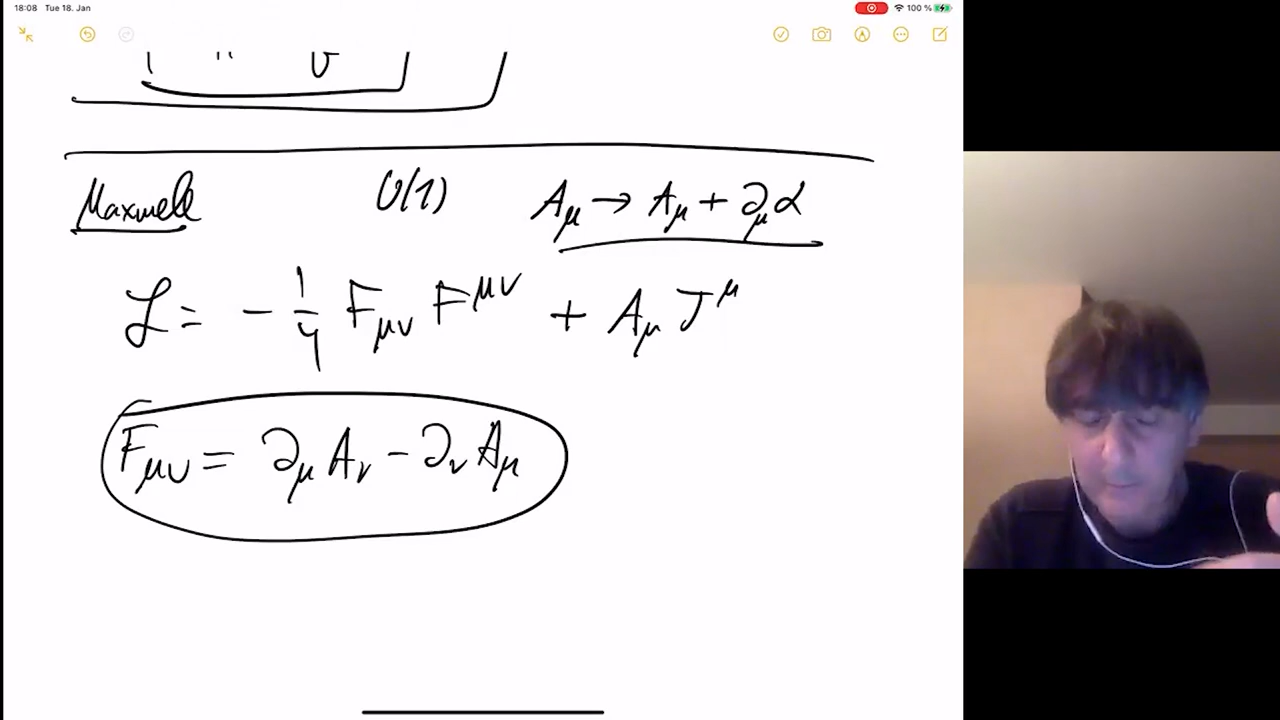 18:08 Tue 18. Jan 100 %
Maxwell U(1) A_μ → A_μ + ∂_μ α
ℒ = - 1/4 F_μν F^μν + A_μ J^μ
F_μν = ∂_μ A_ν - ∂_ν A_μ